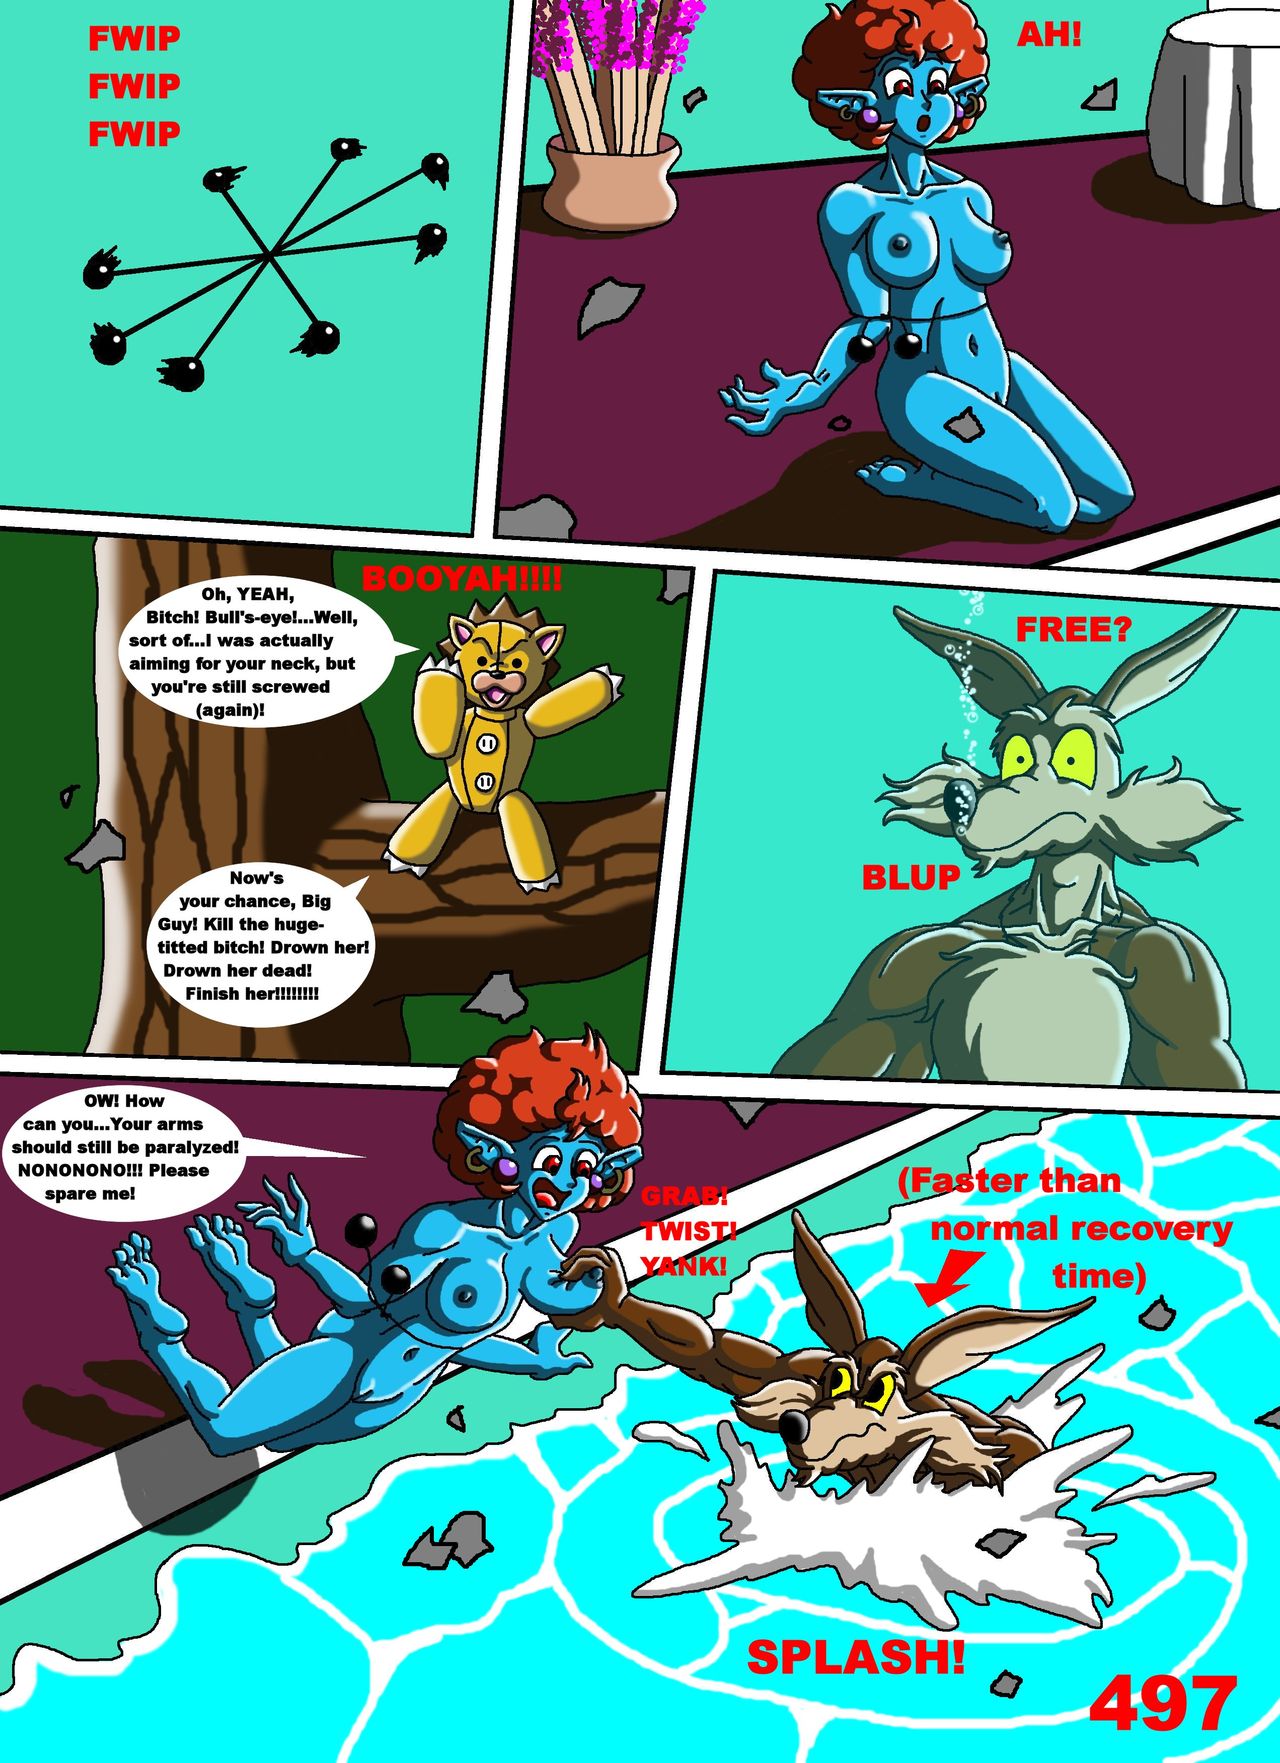 FWIP
FWIP
FWIP
AH!
BOOYAH!!!!
Oh, YEAH,
Bitch! Bull's-eye!...Well,
sort of...I was actually
aiming for your neck, but
you're still screwed
(again)!
Now's
your chance, Big
Guy! Kill the huge-
titted bitch! Drown her!
Drown her dead!
Finish her!!!!!!!!
FREE?
BLUP
OW! How
can you...Your arms
should still be paralyzed!
NONONONO!!! Please
spare me!
GRAB!
TWIST!
YANK!
(Faster than
normal recovery
time)
SPLASH!
497